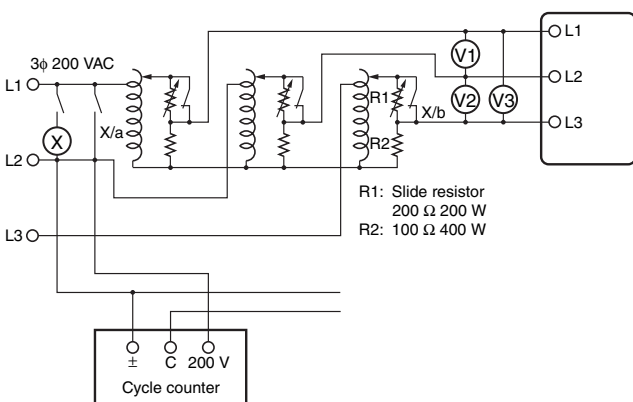 3ϕ 200 VAC
L1
X
X/a
L2
L3
R1
R2
X/b
V1
V2
V3
L1
L2
L3
R1: Slide resistor
200 Ω 200 W
R2: 100 Ω 400 W
± C 200 V
Cycle counter